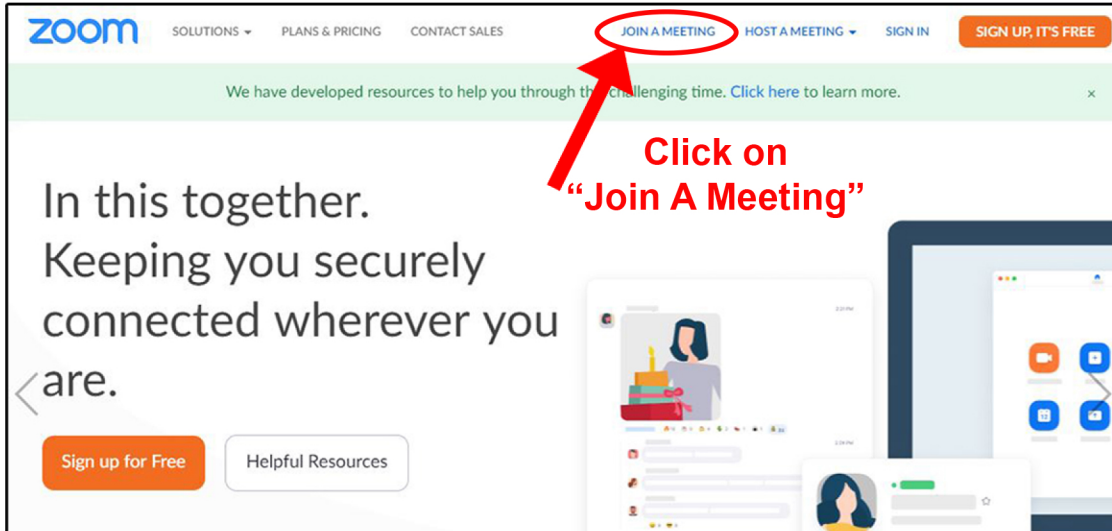 zoom SOLUTIONS PLANS & PRICING CONTACT SALES JOIN A MEETING HOST A MEETING SIGN IN SIGN UP, IT'S FREE
We have developed resources to help you through challenging time. Click here to learn more. ×
Click on
“Join A Meeting”
In this together.
Keeping you securely
connected wherever you
are.
Sign up for Free Helpful Resources